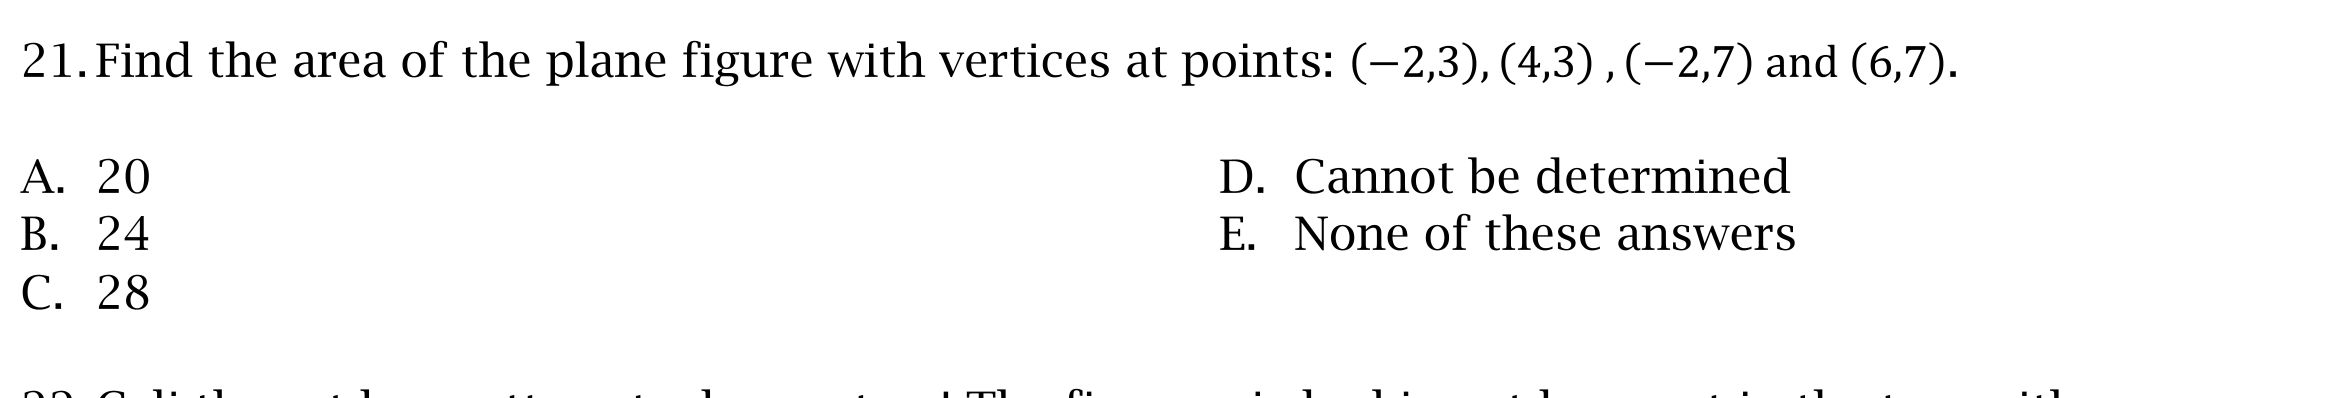 21. Find the area of the plane figure with vertices at points: (−2,3), (4,3) , (−2,7) and (6,7).
A. 20
D. Cannot be determined
B. 24
E. None of these answers
C. 28